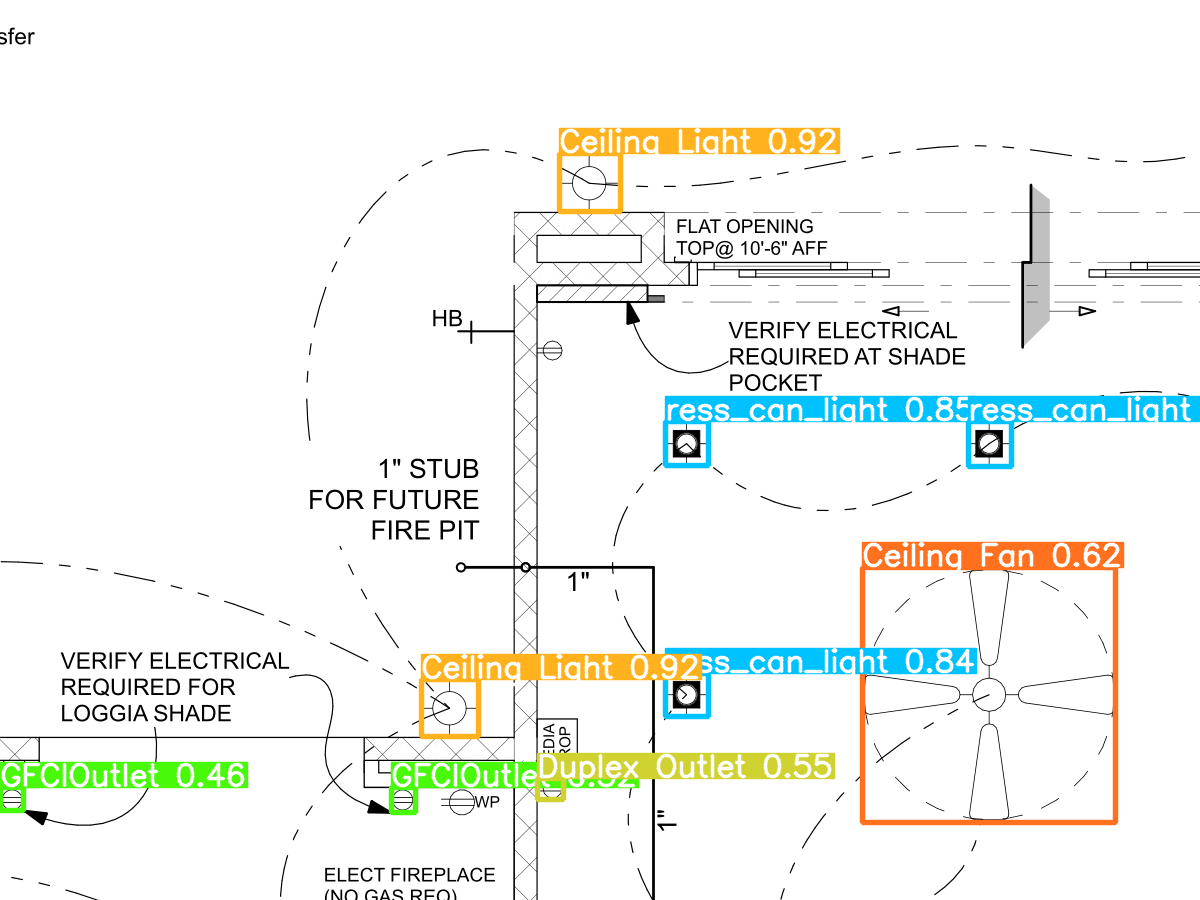 sfer
Ceiling Light 0.92
FLAT OPENING
TOP@ 10'-6" AFF
HB
VERIFY ELECTRICAL
REQUIRED AT SHADE
POCKET
ress_can_light 0.85
ress_can_light
1" STUB
FOR FUTURE
FIRE PIT
1"
Ceiling Fan 0.62
VERIFY ELECTRICAL
REQUIRED FOR
LOGGIA SHADE
Ceiling Light 0.92
ss_can_light 0.84
EDIA
ROP
GFCIOutlet 0.46
GFCIOutle
Duplex Outlet 0.55
WP
1"
ELECT FIREPLACE
(NO GAS REQ)